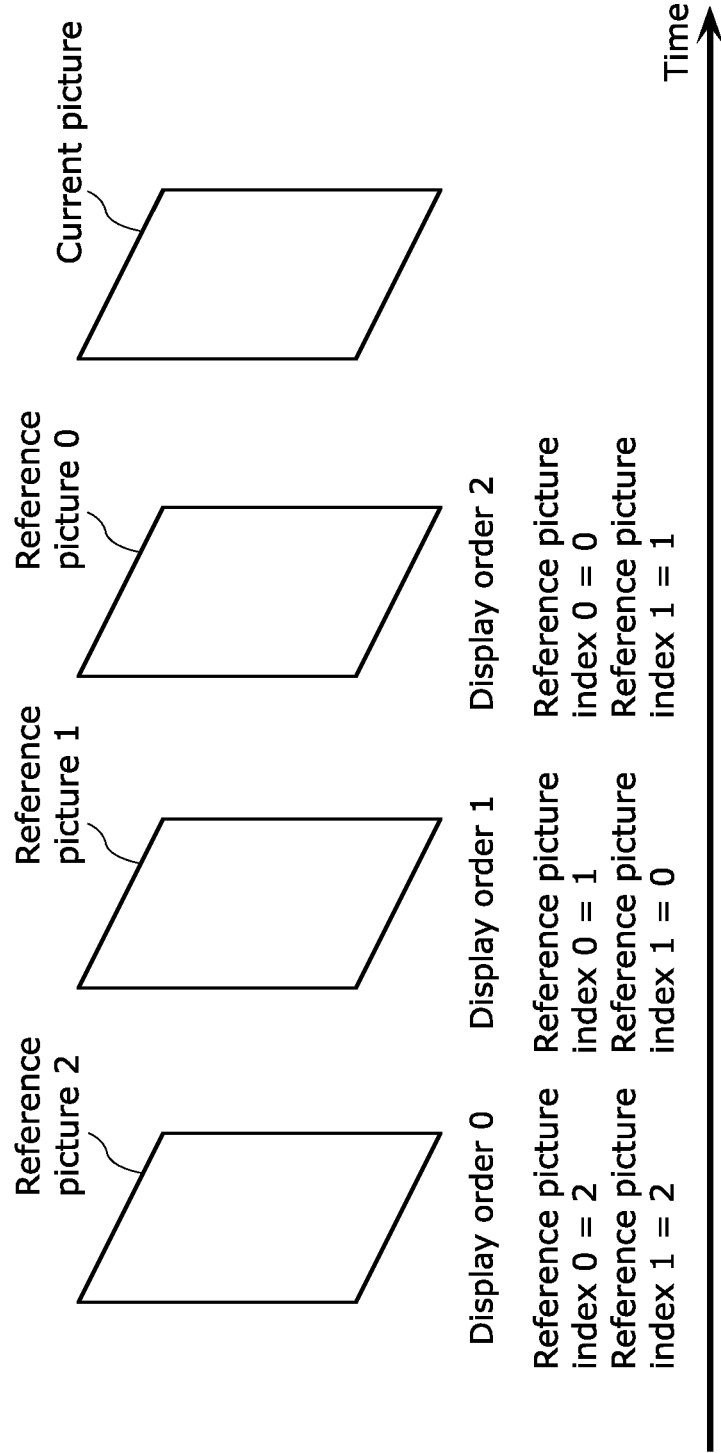 Reference
picture 2
Reference
picture 1
Reference
picture 0
Current picture
Display order 0
Display order 1
Display order 2
Reference picture
index 0 = 2
Reference picture
index 1 = 2
Reference picture
index 0 = 1
Reference picture
index 1 = 0
Reference picture
index 0 = 0
Reference picture
index 1 = 1
Time